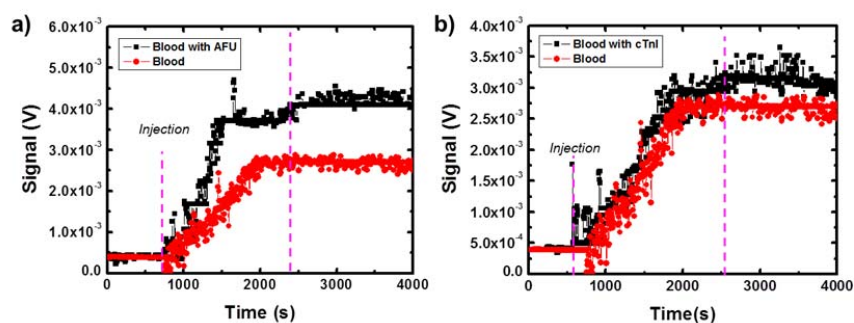 a)
6.0x10⁻³
5.0x10⁻³
4.0x10⁻³
3.0x10⁻³
2.0x10⁻³
1.0x10⁻³
0.0
Signal (V)
Blood with AFU
Blood
Injection
0 1000 2000 3000 4000
Time (s)
b)
4.0x10⁻³
3.5x10⁻³
3.0x10⁻³
2.5x10⁻³
2.0x10⁻³
1.5x10⁻³
1.0x10⁻³
5.0x10⁻⁴
0.0
Signal (V)
Blood with cTnI
Blood
Injection
0 1000 2000 3000 4000
Time(s)